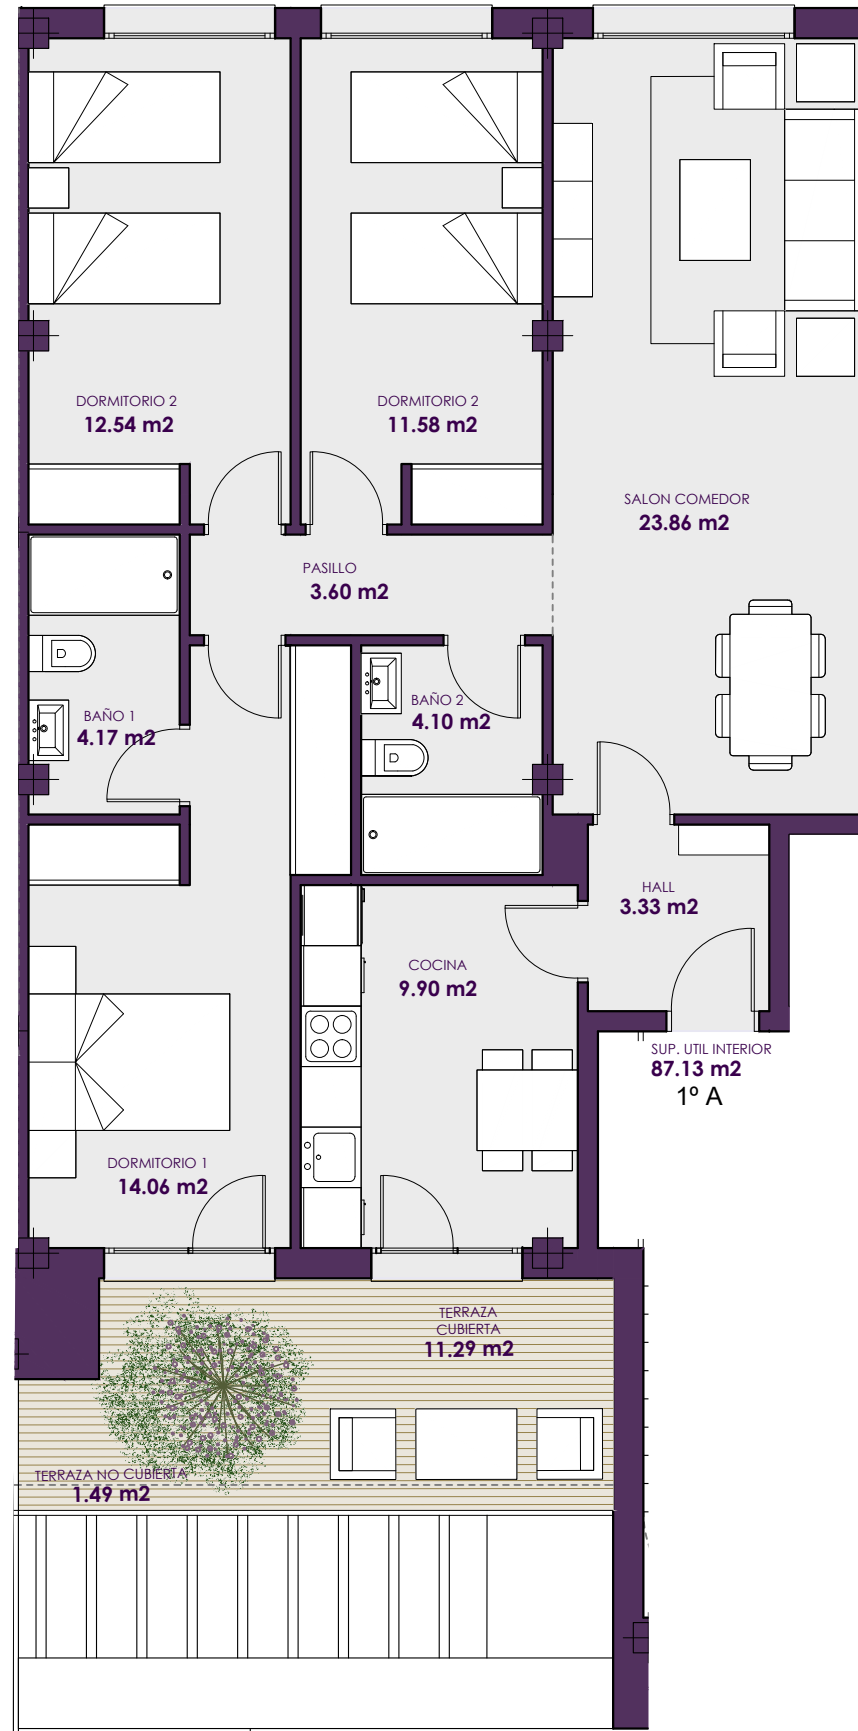 DORMITORIO 2
12.54 m2
DORMITORIO 2
11.58 m2
SALON COMEDOR
23.86 m2
PASILLO
3.60 m2
BAÑO 1
4.17 m2
BAÑO 2
4.10 m2
HALL
3.33 m2
COCINA
9.90 m2
SUP. UTIL INTERIOR
87.13 m2
1º A
DORMITORIO 1
14.06 m2
TERRAZA
CUBIERTA
11.29 m2
TERRAZA NO CUBIERTA
1.49 m2